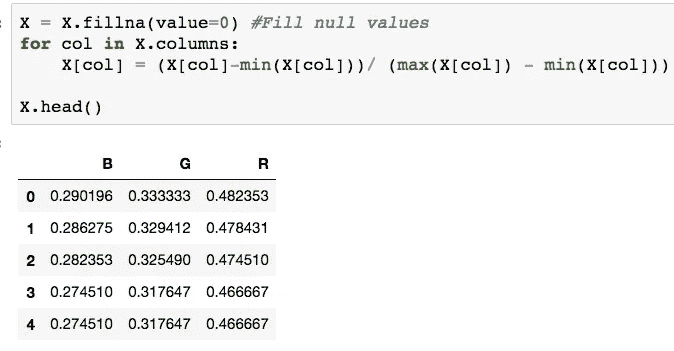 X = X.fillna(value=0) #Fill null values
for col in X.columns:
    X[col] = (X[col]-min(X[col]))/ (max(X[col]) - min(X[col]))
X.head()
B G R
0 0.290196 0.333333 0.482353
1 0.286275 0.329412 0.478431
2 0.282353 0.325490 0.474510
3 0.274510 0.317647 0.466667
4 0.274510 0.317647 0.466667